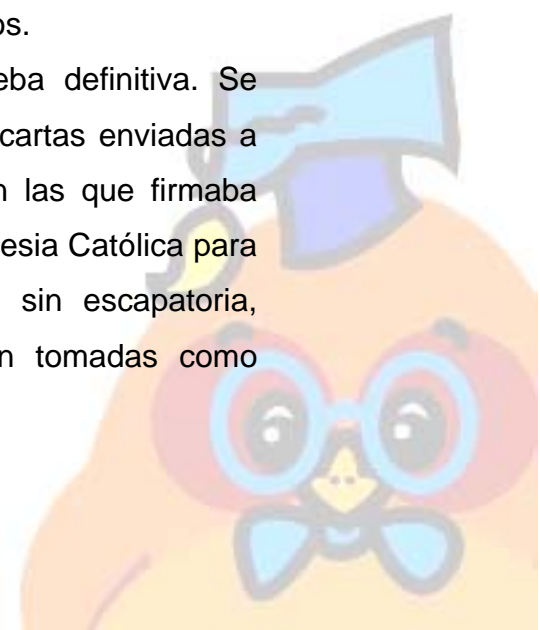 os.
eba definitiva. Se
cartas enviadas a
n las que firmaba
esia Católica para
sin escapatoria,
n tomadas como